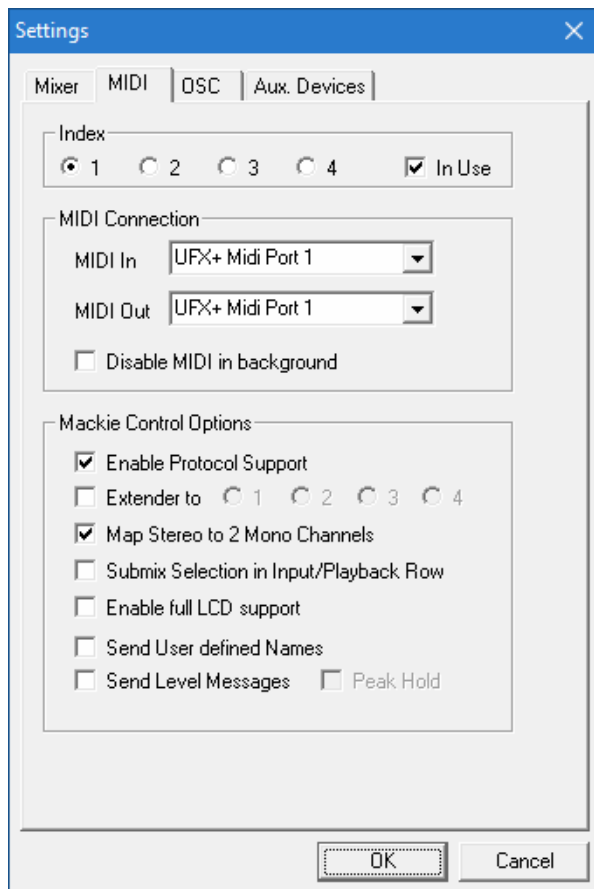 Settings
Mixer MIDI OSC Aux. Devices
Index
1 2 3 4 In Use
MIDI Connection
MIDI In UFX+ Midi Port 1
MIDI Out UFX+ Midi Port 1
Disable MIDI in background
Mackie Control Options
Enable Protocol Support
Extender to 1 2 3 4
Map Stereo to 2 Mono Channels
Submix Selection in Input/Playback Row
Enable full LCD support
Send User defined Names
Send Level Messages Peak Hold
OK Cancel